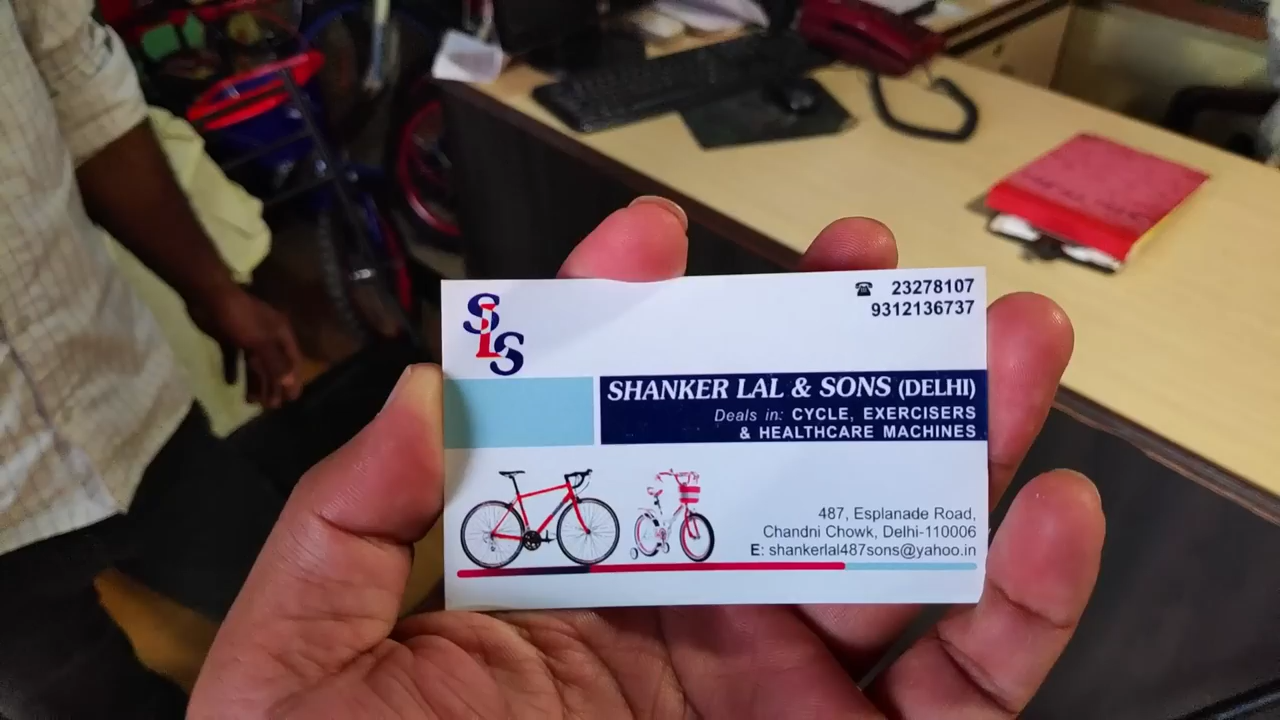 SLS
23278107
9312136737
SHANKER LAL & SONS (DELHI)
Deals in: CYCLE, EXERCISERS
& HEALTHCARE MACHINES
487, Esplanade Road,
Chandni Chowk, Delhi-110006
E: shankerlal487sons@yahoo.in